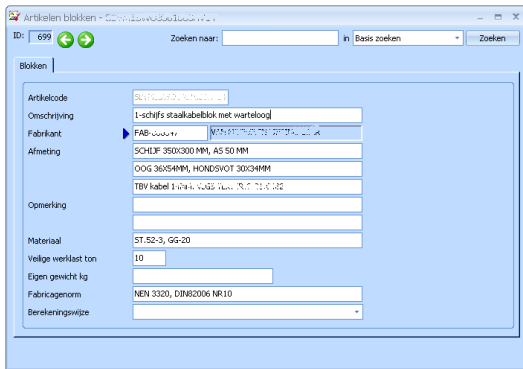 Artikelen blokken -
ID: 699 Zoeken naar: in Basis zoeken Zoeken
Blokken
Artikelcode
Omschrijving 1-schijfs staalkabelblok met warteloog
Fabrikant
Afmeting SCHIJF 350X300 MM, AS 50 MM
OOG 36X54MM, HONDSVOT 30X34MM
TBV kabel
Opmerking
Materiaal ST.52-3, GG-20
Veilige werklast ton 10
Eigen gewicht kg
Fabricagenorm NEN 3320, DIN82006 NR10
Berekeningswijze